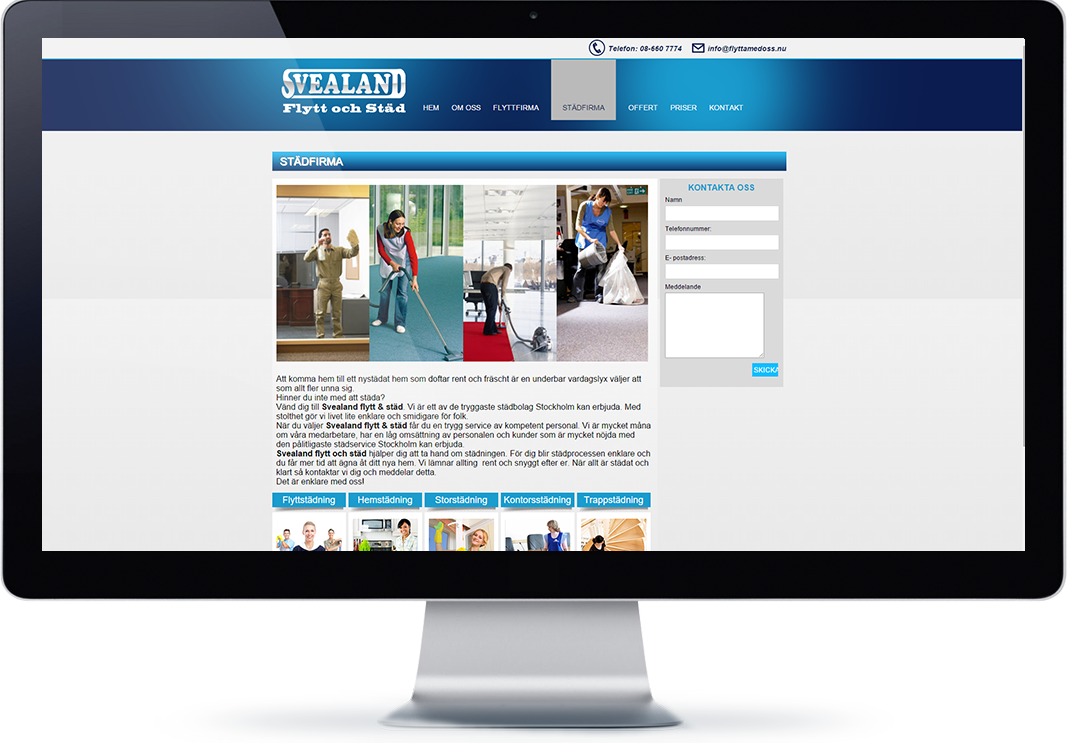 Telefon: 08-660 7774 info@flyttamedoss.nu
SVEALAND
Flytt och Städ
HEM OM OSS FLYTTFIRMA STÄDFIRMA OFFERT PRISER KONTAKT
STÄDFIRMA
KONTAKTA OSS
Namn
Telefonnummer:
E- postadress:
Meddelande
SKICKA
Att komma hem till ett nystädat hem som doftar rent och fräscht är en underbar vardagslyx väljer att
som allt fler unna sig.
Hinner du inte med att städa?
Vänd dig till Svealand flytt & städ. Vi är ett av de tryggaste städbolag Stockholm kan erbjuda. Med
stolthet gör vi livet lite enklare och smidigare för folk.
När du väljer Svealand flytt & städ får du en trygg service av kompetent personal. Vi är mycket måna
om våra medarbetare, har en låg omsättning av personalen och kunder som är mycket nöjda med
den pålitligaste städservice Stockholm kan erbjuda.
Svealand flytt och städ hjälper dig att ta hand om städningen. För dig blir städprocessen enklare och
du får mer tid att ägna åt ditt nya hem. Vi lämnar allting rent och snyggt efter er. När allt är städat och
klart så kontaktar vi dig och meddelar detta.
Det är enklare med oss!
Flyttstädning Hemstädning Storstädning Kontorsstädning Trappstädning